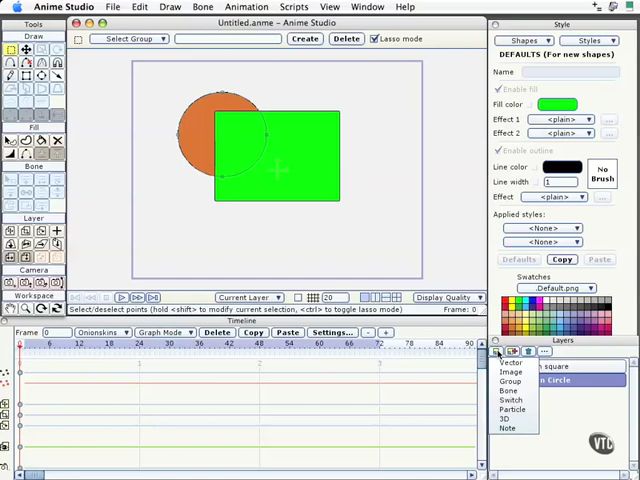 Anime Studio File Edit Draw Bone Animation Scripts View Window Help
Untitled.anme - Anime Studio
Tools
Draw
Fill
Bone
Layer
Camera
Workspace
Select Group Create Delete Lasso mode
Current Layer 20 Display Quality
Select/deselect points (hold <shift> to modify current selection, <ctrl> to toggle lasso mode) Frame: 0
Timeline
Frame 0 Onionskins Graph Mode Delete Copy Paste Settings... - +
0 6 12 18 24 30 36 42 48 54 60 66 72 78 84 90 96
1 2 3
Style
Shapes Styles
DEFAULTS (For new shapes)
Name
Enable fill
Fill color
Effect 1 <plain> ...
Effect 2 <plain> ...
Enable outline
Line color
Line width 1
No Brush
Effect <plain> ...
Applied styles:
<None>
<None>
Defaults Copy Paste
Swatches
.Default.png
Layers
square
Circle
Vector
Image
Group
Bone
Switch
Particle
3D
Note
VTC